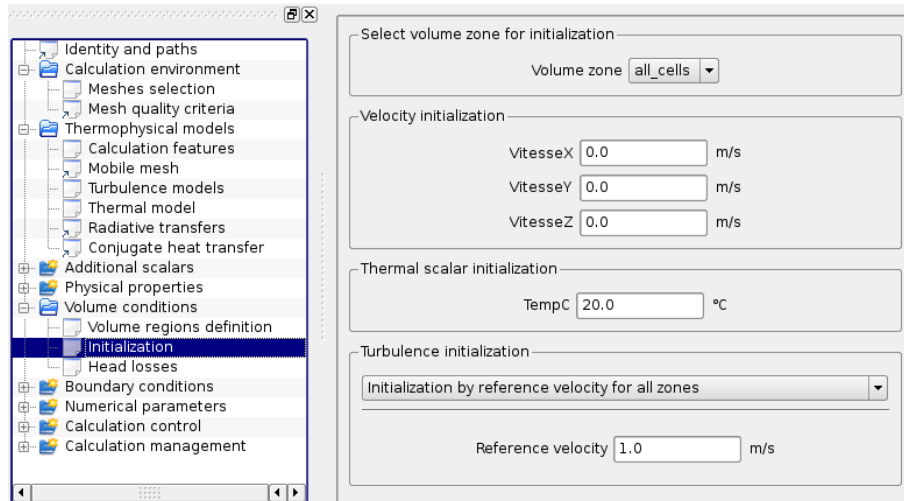 Identity and paths
Calculation environment
Meshes selection
Mesh quality criteria
Thermophysical models
Calculation features
Mobile mesh
Turbulence models
Thermal model
Radiative transfers
Conjugate heat transfer
Additional scalars
Physical properties
Volume conditions
Volume regions definition
Initialization
Head losses
Boundary conditions
Numerical parameters
Calculation control
Calculation management
Select volume zone for initialization
Volume zone all_cells
Velocity initialization
VitesseX 0.0 m/s
VitesseY 0.0 m/s
VitesseZ 0.0 m/s
Thermal scalar initialization
TempC 20.0 °C
Turbulence initialization
Initialization by reference velocity for all zones
Reference velocity 1.0 m/s